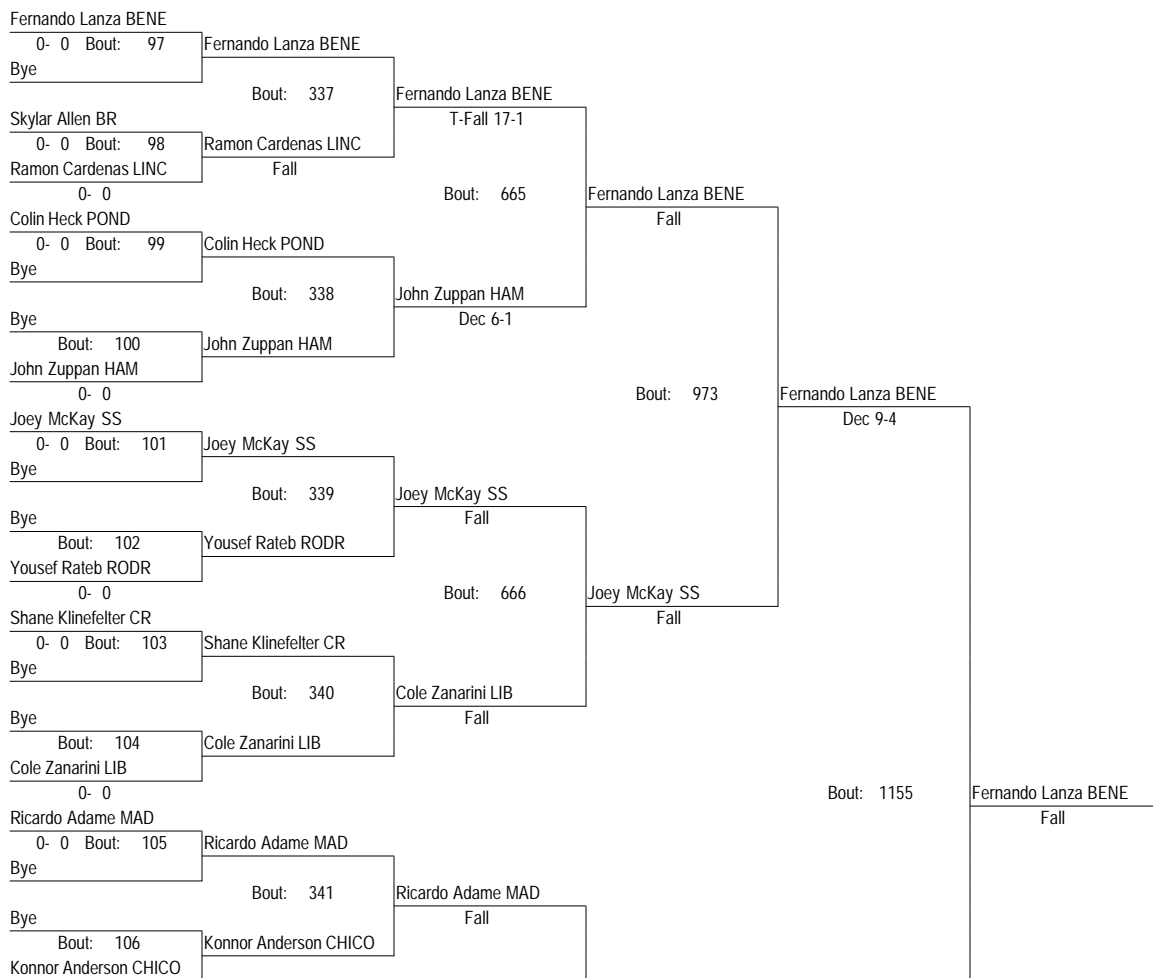 Fernando Lanza BENE
0- 0 Bout: 97 Fernando Lanza BENE
Bye
Bout: 337 Fernando Lanza BENE
Skylar Allen BR T-Fall 17-1
0- 0 Bout: 98 Ramon Cardenas LINC
Ramon Cardenas LINC Fall
0- 0 Bout: 665 Fernando Lanza BENE
Colin Heck POND Fall
0- 0 Bout: 99 Colin Heck POND
Bye
Bout: 338 John Zuppan HAM
Bye Dec 6-1
Bout: 100 John Zuppan HAM
John Zuppan HAM
0- 0 Bout: 973 Fernando Lanza BENE
Joey McKay SS Dec 9-4
0- 0 Bout: 101 Joey McKay SS
Bye
Bout: 339 Joey McKay SS
Bye Fall
Bout: 102 Yousef Rateb RODR
Yousef Rateb RODR
0- 0 Bout: 666 Joey McKay SS
Shane Klinefelter CR Fall
0- 0 Bout: 103 Shane Klinefelter CR
Bye
Bout: 340 Cole Zanarini LIB
Bye Fall
Bout: 104 Cole Zanarini LIB
Cole Zanarini LIB
0- 0 Bout: 1155 Fernando Lanza BENE
Ricardo Adame MAD Fall
0- 0 Bout: 105 Ricardo Adame MAD
Bye
Bout: 341 Ricardo Adame MAD
Bye Fall
Bout: 106 Konnor Anderson CHICO
Konnor Anderson CHICO